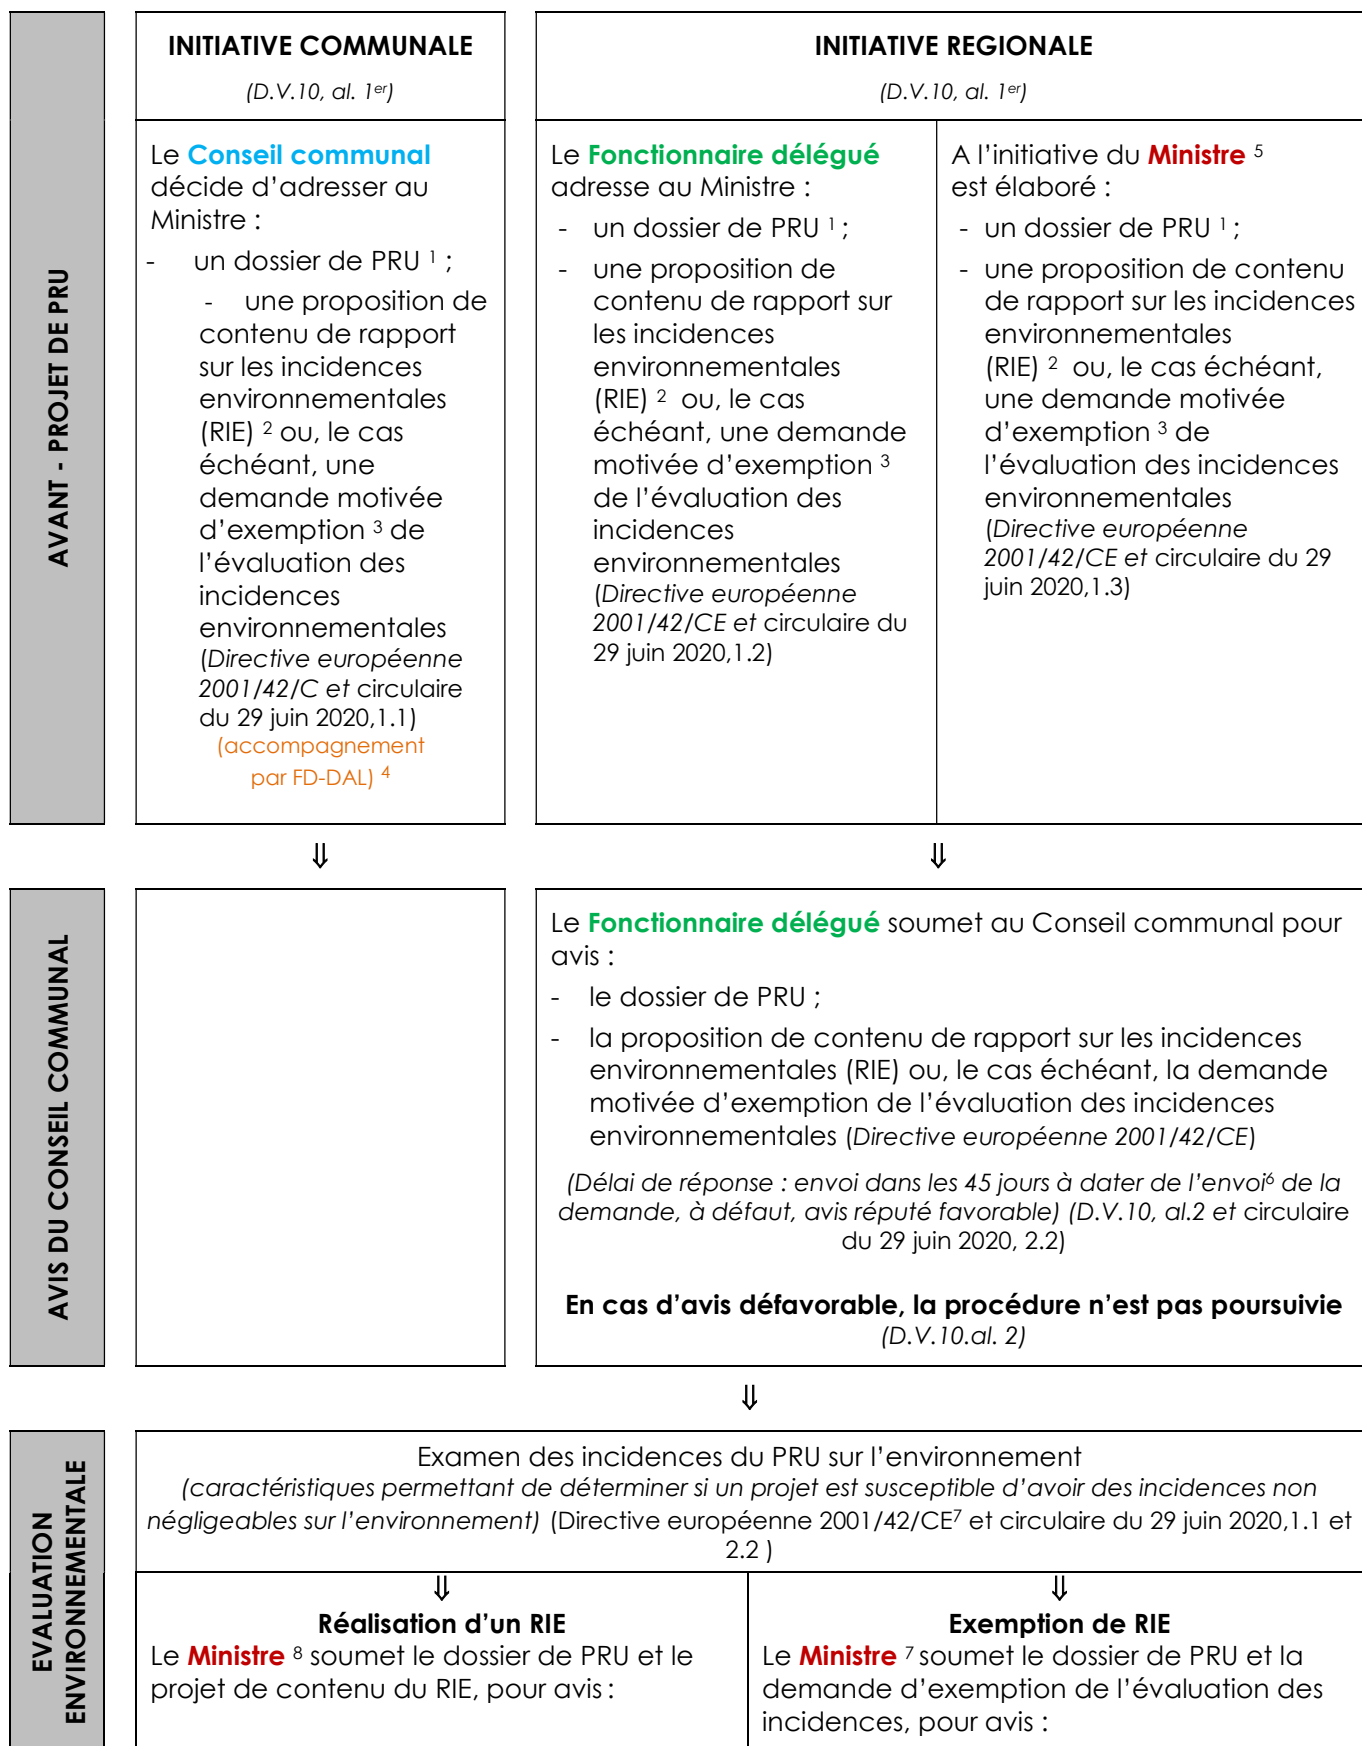 AVANT - PROJET DE PRU
INITIATIVE COMMUNALE
(D.V.10, al. 1er)
Le Conseil communal
décide d’adresser au
Ministre :
- un dossier de PRU 1 ;
- une proposition de
contenu de rapport
sur les incidences
environnementales
(RIE) 2 ou, le cas
échéant, une
demande motivée
d’exemption 3 de
l’évaluation des
incidences
environnementales
(Directive européenne
2001/42/C et circulaire
du 29 juin 2020,1.1)
(accompagnement
par FD-DAL) 4
INITIATIVE REGIONALE
(D.V.10, al. 1er)
Le Fonctionnaire délégué
adresse au Ministre :
- un dossier de PRU 1 ;
- une proposition de
contenu de rapport sur
les incidences
environnementales
(RIE) 2 ou, le cas
échéant, une demande
motivée d’exemption 3
de l’évaluation des
incidences
environnementales
(Directive européenne
2001/42/CE et circulaire du
29 juin 2020,1.2)
A l’initiative du Ministre 5
est élaboré :
- un dossier de PRU 1 ;
- une proposition de contenu
de rapport sur les incidences
environnementales
(RIE) 2 ou, le cas échéant,
une demande motivée
d’exemption 3 de
l’évaluation des incidences
environnementales
(Directive européenne
2001/42/CE et circulaire du 29
juin 2020,1.3)
⇓ ⇓
AVIS DU CONSEIL COMMUNAL
Le Fonctionnaire délégué soumet au Conseil communal pour
avis :
- le dossier de PRU ;
- la proposition de contenu de rapport sur les incidences
environnementales (RIE) ou, le cas échéant, la demande
motivée d’exemption de l’évaluation des incidences
environnementales (Directive européenne 2001/42/CE)
(Délai de réponse : envoi dans les 45 jours à dater de l’envoi6 de la
demande, à défaut, avis réputé favorable) (D.V.10, al.2 et circulaire
du 29 juin 2020, 2.2)
En cas d’avis défavorable, la procédure n’est pas poursuivie
(D.V.10.al. 2)
⇓
EVALUATION
ENVIRONNEMENTALE
Examen des incidences du PRU sur l’environnement
(caractéristiques permettant de déterminer si un projet est susceptible d’avoir des incidences non
négligeables sur l’environnement) (Directive européenne 2001/42/CE7 et circulaire du 29 juin 2020,1.1 et
2.2 )
⇓
Réalisation d’un RIE
Le Ministre 8 soumet le dossier de PRU et le
projet de contenu du RIE, pour avis :
⇓
Exemption de RIE
Le Ministre 7 soumet le dossier de PRU et la
demande d’exemption de l’évaluation des
incidences, pour avis :